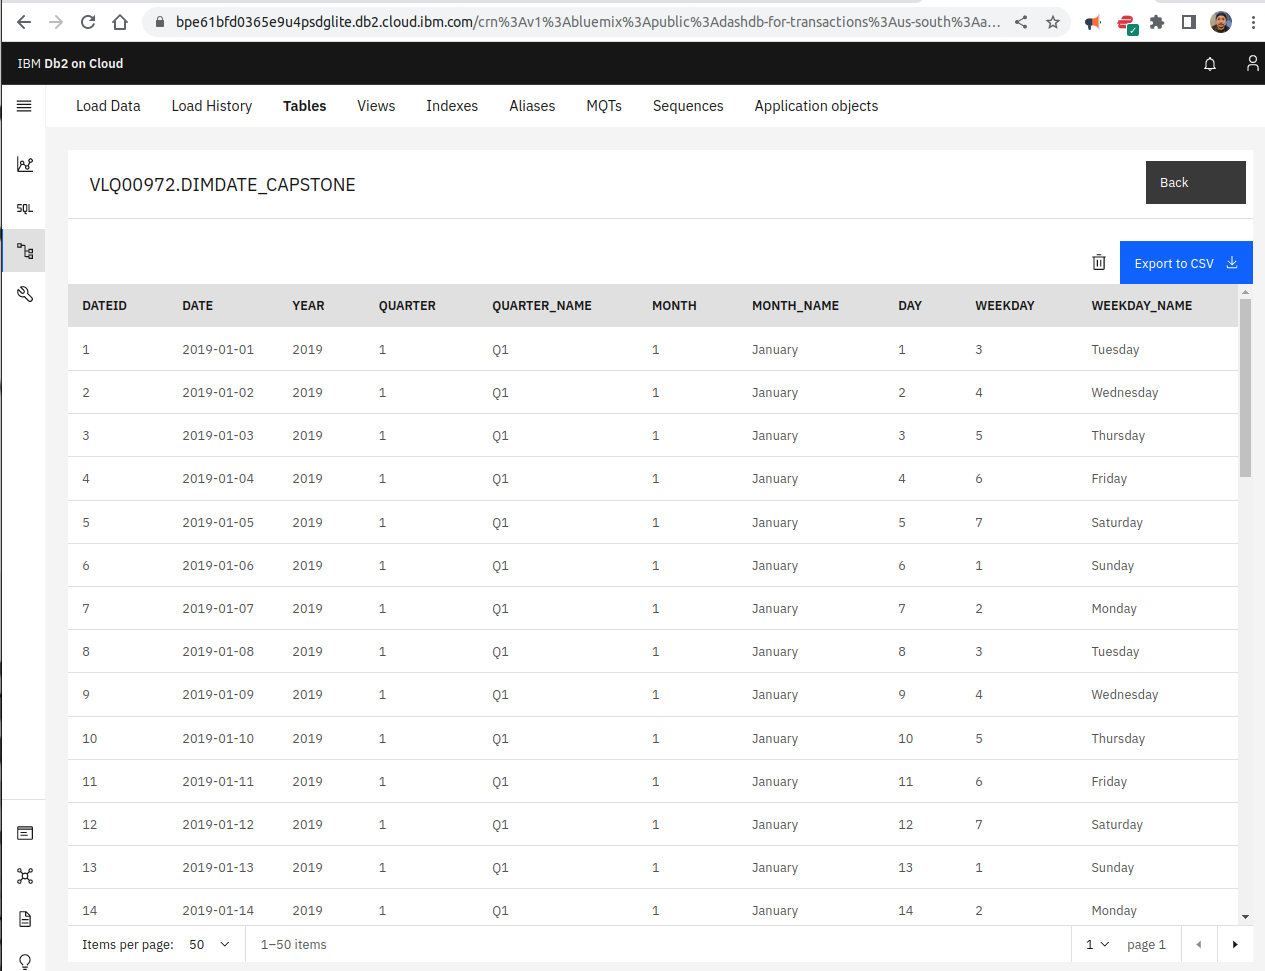 bpe61bfd0365e9u4psdglite.db2.cloud.ibm.com/crn%3Av1%3Abluemix%3Apublic%3Adashdb-for-transactions%3Aus-south%3Aa...
IBM Db2 on Cloud
Load Data Load History Tables Views Indexes Aliases MQTs Sequences Application objects
SQL
VLQ00972.DIMDATE_CAPSTONE
Back
Export to CSV
DATEID DATE YEAR QUARTER QUARTER_NAME MONTH MONTH_NAME DAY WEEKDAY WEEKDAY_NAME
1 2019-01-01 2019 1 Q1 1 January 1 3 Tuesday
2 2019-01-02 2019 1 Q1 1 January 2 4 Wednesday
3 2019-01-03 2019 1 Q1 1 January 3 5 Thursday
4 2019-01-04 2019 1 Q1 1 January 4 6 Friday
5 2019-01-05 2019 1 Q1 1 January 5 7 Saturday
6 2019-01-06 2019 1 Q1 1 January 6 1 Sunday
7 2019-01-07 2019 1 Q1 1 January 7 2 Monday
8 2019-01-08 2019 1 Q1 1 January 8 3 Tuesday
9 2019-01-09 2019 1 Q1 1 January 9 4 Wednesday
10 2019-01-10 2019 1 Q1 1 January 10 5 Thursday
11 2019-01-11 2019 1 Q1 1 January 11 6 Friday
12 2019-01-12 2019 1 Q1 1 January 12 7 Saturday
13 2019-01-13 2019 1 Q1 1 January 13 1 Sunday
14 2019-01-14 2019 1 Q1 1 January 14 2 Monday
Items per page: 50 1–50 items 1 page 1